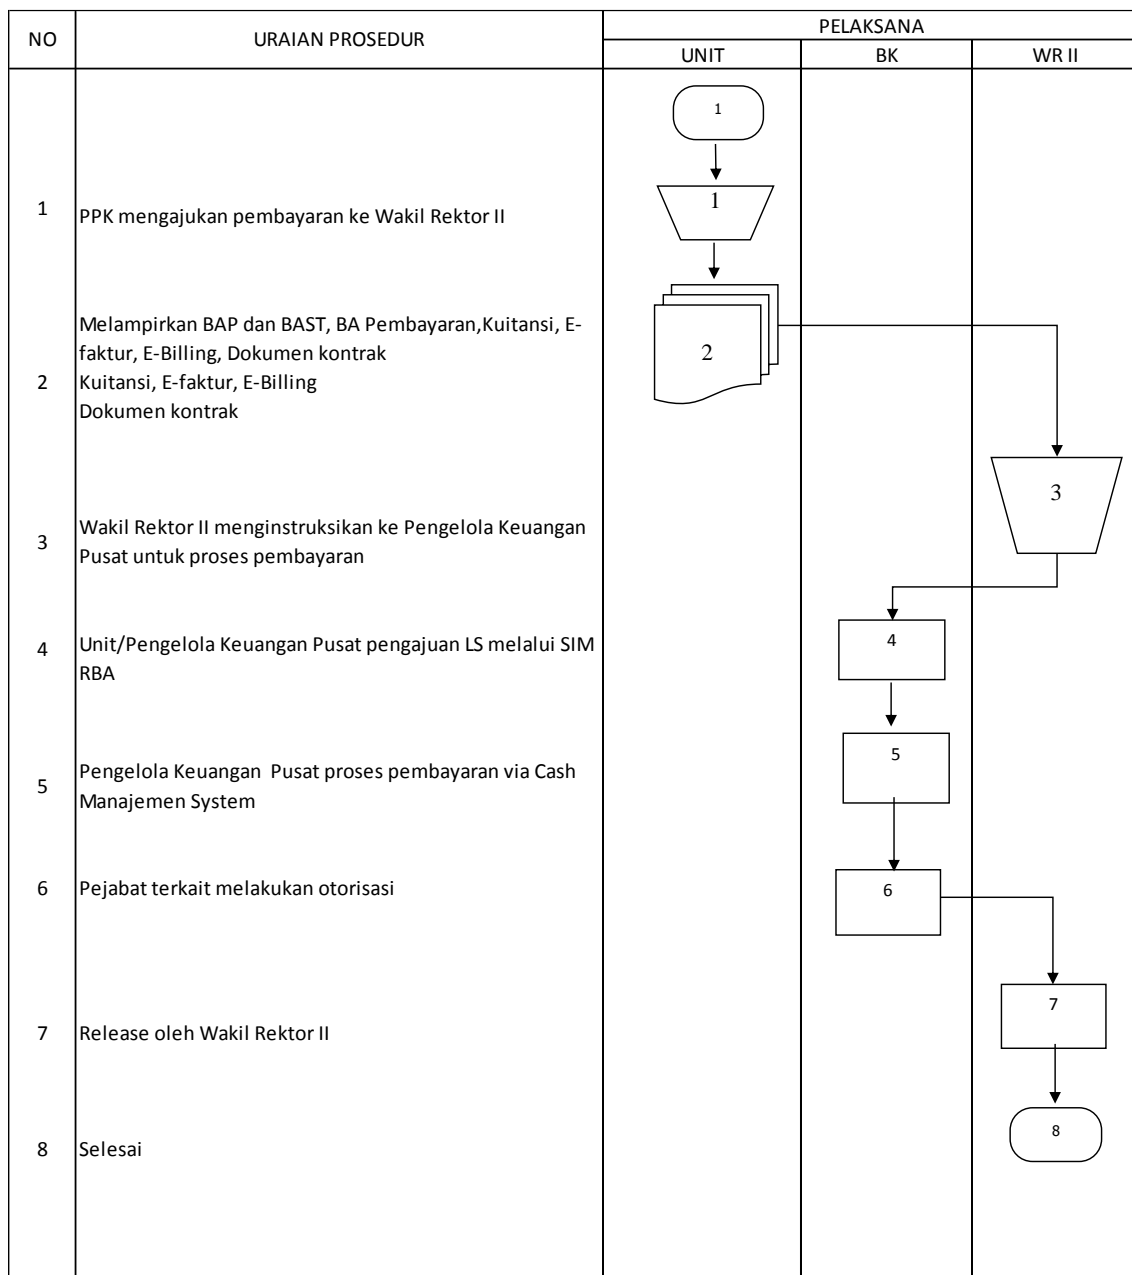 NO
URAIAN PROSEDUR
PELAKSANA
UNIT
BK
WR II
1
1
PPK mengajukan pembayaran ke Wakil Rektor II
1
Melampirkan BAP dan BAST, BA Pembayaran,Kuitansi, E-
faktur, E-Billing, Dokumen kontrak
2
Kuitansi, E-faktur, E-Billing
Dokumen kontrak
2
3
Wakil Rektor II menginstruksikan ke Pengelola Keuangan
Pusat untuk proses pembayaran
3
4
Unit/Pengelola Keuangan Pusat pengajuan LS melalui SIM
RBA
4
5
Pengelola Keuangan  Pusat proses pembayaran via Cash
Manajemen System
5
6
Pejabat terkait melakukan otorisasi
6
7
Release oleh Wakil Rektor II
7
8
Selesai
8